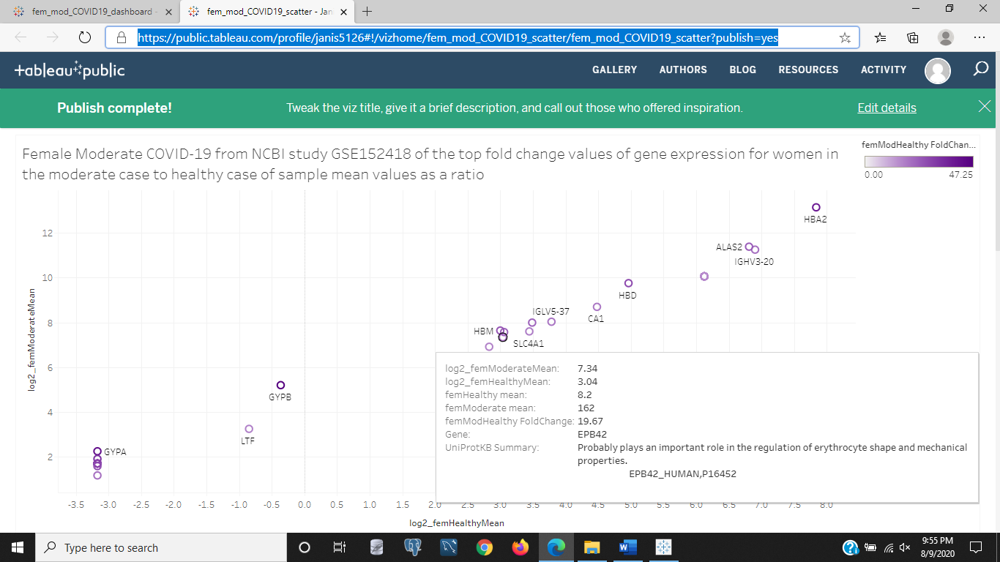 fem_mod_COVID19_dashboard -
fem_mod_COVID19_scatter - Jan
https://public.tableau.com/profile/janis5126#!/vizhome/fem_mod_COVID19_scatter/fem_mod_COVID19_scatter?publish=yes
+ableau public
GALLERY AUTHORS BLOG RESOURCES ACTIVITY
Publish complete! Tweak the viz title, give it a brief description, and call out those who offered inspiration. Edit details
Female Moderate COVID-19 from NCBI study GSE152418 of the top fold change values of gene expression for women in
the moderate case to healthy case of sample mean values as a ratio
femModHealthy FoldChan...
0.00 47.25
log2_femModerateMean
12
10
8
6
4
2
HBA2
ALAS2
IGHV3-20
HBD
IGLV5-37
CA1
HBM
SLC4A1
GYPB
LTF
GYPA
log2_femModerateMean: 7.34
log2_femHealthyMean: 3.04
femHealthy mean: 8.2
femModerate mean: 162
femModHealthy FoldChange: 19.67
Gene: EPB42
UniProtKB Summary: Probably plays an important role in the regulation of erythrocyte shape and mechanical
properties.
EPB42_HUMAN,P16452
-3.5 -3.0 -2.5 -2.0 -1.5 -1.0 -0.5 0.0 0.5 1.0 1.5 2.0 2.5 3.0 3.5 4.0 4.5 5.0 5.5 6.0 6.5 7.0 7.5 8.0
log2_femHealthyMean
Type here to search
9:55 PM
8/9/2020